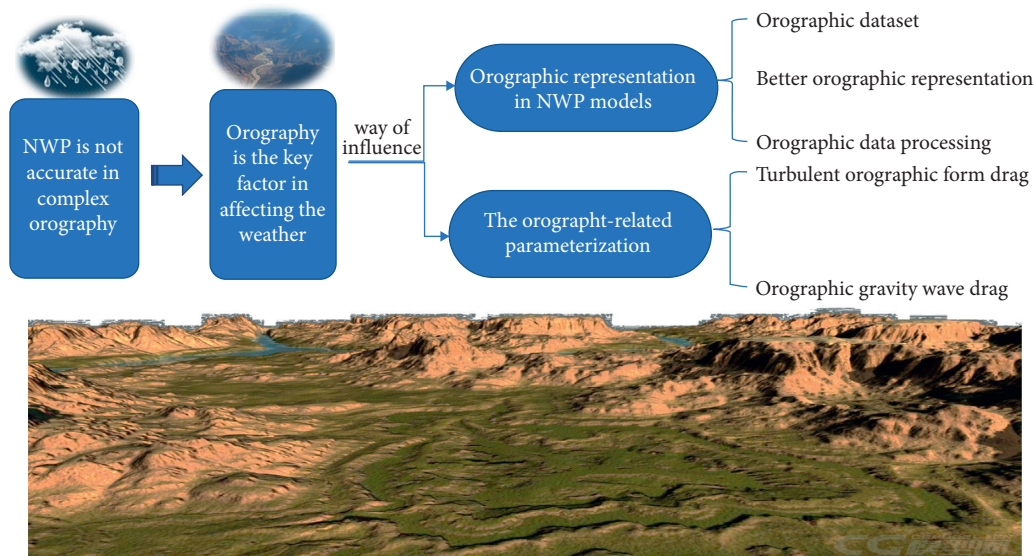 NWP is not
accurate in
complex
orography
Orography
is the key
factor in
affecting the
weather
way of
influence
Orographic representation
in NWP models
Orographic dataset
Better orographic representation
Orographic data processing
The orographt-related
parameterization
Turbulent orographic form drag
Orographic gravity wave drag